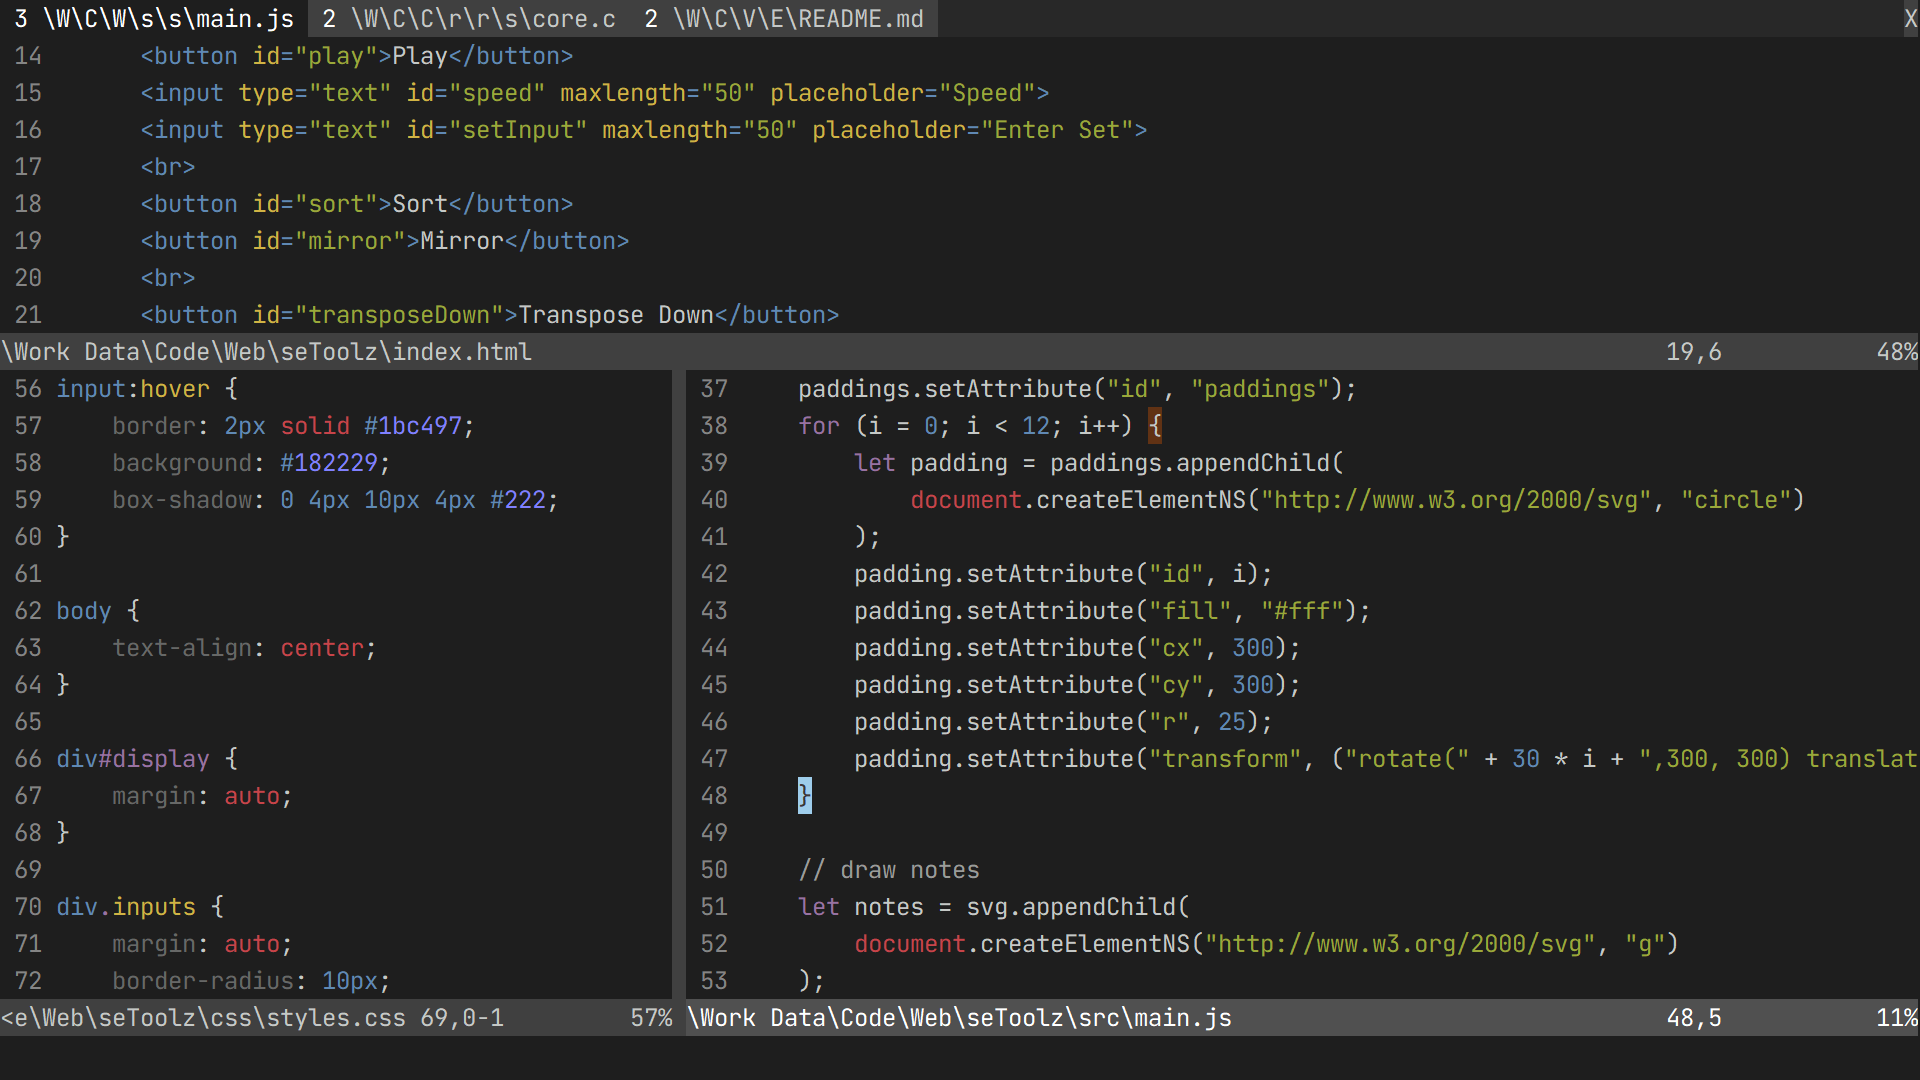 3 \W\C\W\s\s\main.js 2 \W\C\C\r\r\s\core.c 2 \W\C\V\E\README.md X
14 <button id="play">Play</button>
15 <input type="text" id="speed" maxlength="50" placeholder="Speed">
16 <input type="text" id="setInput" maxlength="50" placeholder="Enter Set">
17 <br>
18 <button id="sort">Sort</button>
19 <button id="mirror">Mirror</button>
20 <br>
21 <button id="transposeDown">Transpose Down</button>
\Work Data\Code\Web\seToolz\index.html 19,6 48%
56 input:hover {
57 border: 2px solid #1bc497;
58 background: #182229;
59 box-shadow: 0 4px 10px 4px #222;
60 }
61
62 body {
63 text-align: center;
64 }
65
66 div#display {
67 margin: auto;
68 }
69
70 div.inputs {
71 margin: auto;
72 border-radius: 10px;
<e\Web\seToolz\css\styles.css 69,0-1 57%
37 paddings.setAttribute("id", "paddings");
38 for (i = 0; i < 12; i++) {
39 let padding = paddings.appendChild(
40 document.createElementNS("http://www.w3.org/2000/svg", "circle")
41 );
42 padding.setAttribute("id", i);
43 padding.setAttribute("fill", "#fff");
44 padding.setAttribute("cx", 300);
45 padding.setAttribute("cy", 300);
46 padding.setAttribute("r", 25);
47 padding.setAttribute("transform", ("rotate(" + 30 * i + ",300, 300) translat
48 }
49
50 // draw notes
51 let notes = svg.appendChild(
52 document.createElementNS("http://www.w3.org/2000/svg", "g")
53 );
\Work Data\Code\Web\seToolz\src\main.js 48,5 11%